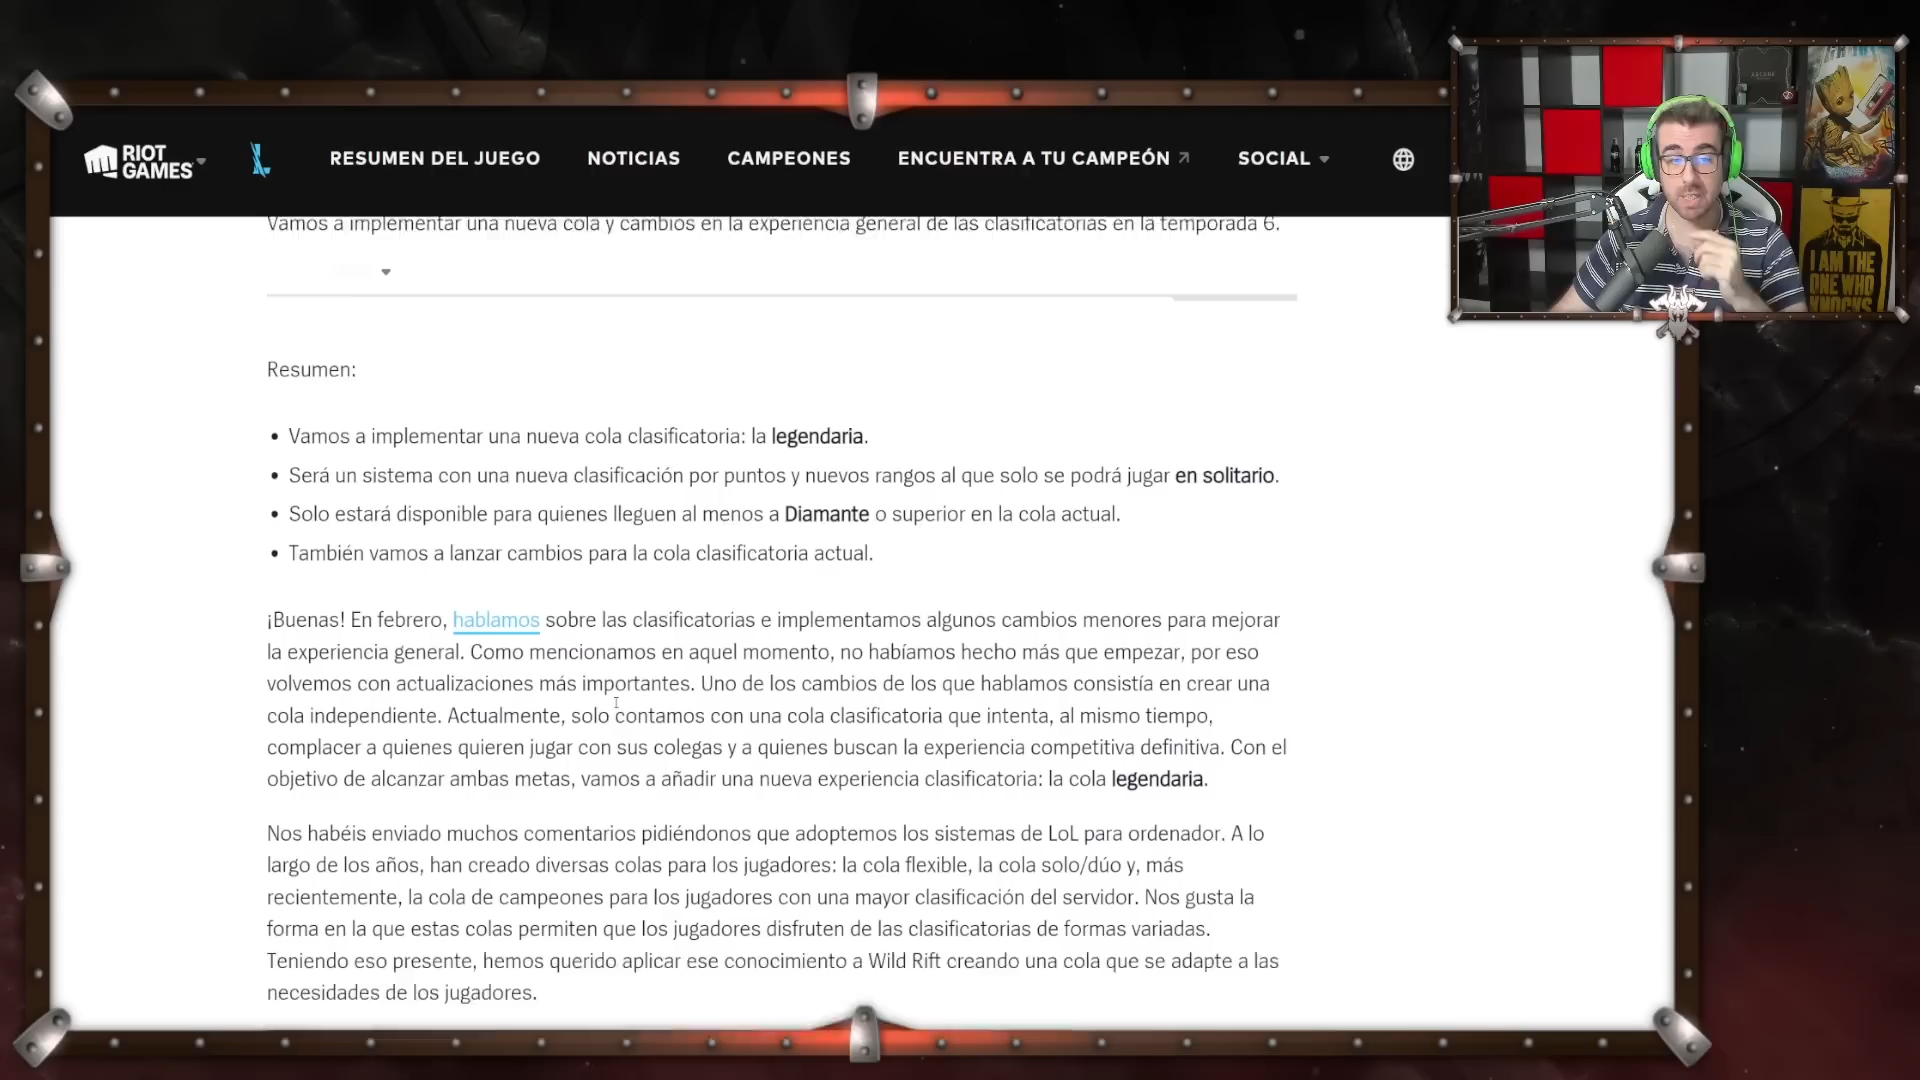 RIOT
GAMES
RESUMEN DEL JUEGO NOTICIAS CAMPEONES ENCUENTRA A TU CAMPEÓN SOCIAL
Vamos a implementar una nueva cola y cambios en la experiencia general de las clasificatorias en la temporada 6.
Resumen:
• Vamos a implementar una nueva cola clasificatoria: la legendaria.
• Será un sistema con una nueva clasificación por puntos y nuevos rangos al que solo se podrá jugar en solitario.
• Solo estará disponible para quienes lleguen al menos a Diamante o superior en la cola actual.
• También vamos a lanzar cambios para la cola clasificatoria actual.
¡Buenas! En febrero, hablamos sobre las clasificatorias e implementamos algunos cambios menores para mejorar
la experiencia general. Como mencionamos en aquel momento, no habíamos hecho más que empezar, por eso
volvemos con actualizaciones más importantes. Uno de los cambios de los que hablamos consistía en crear una
cola independiente. Actualmente, solo contamos con una cola clasificatoria que intenta, al mismo tiempo,
complacer a quienes quieren jugar con sus colegas y a quienes buscan la experiencia competitiva definitiva. Con el
objetivo de alcanzar ambas metas, vamos a añadir una nueva experiencia clasificatoria: la cola legendaria.
Nos habéis enviado muchos comentarios pidiéndonos que adoptemos los sistemas de LoL para ordenador. A lo
largo de los años, han creado diversas colas para los jugadores: la cola flexible, la cola solo/dúo y, más
recientemente, la cola de campeones para los jugadores con una mayor clasificación del servidor. Nos gusta la
forma en la que estas colas permiten que los jugadores disfruten de las clasificatorias de formas variadas.
Teniendo eso presente, hemos querido aplicar ese conocimiento a Wild Rift creando una cola que se adapte a las
necesidades de los jugadores.
ARCANE
I AM THE
ONE WHO
KNOCKS